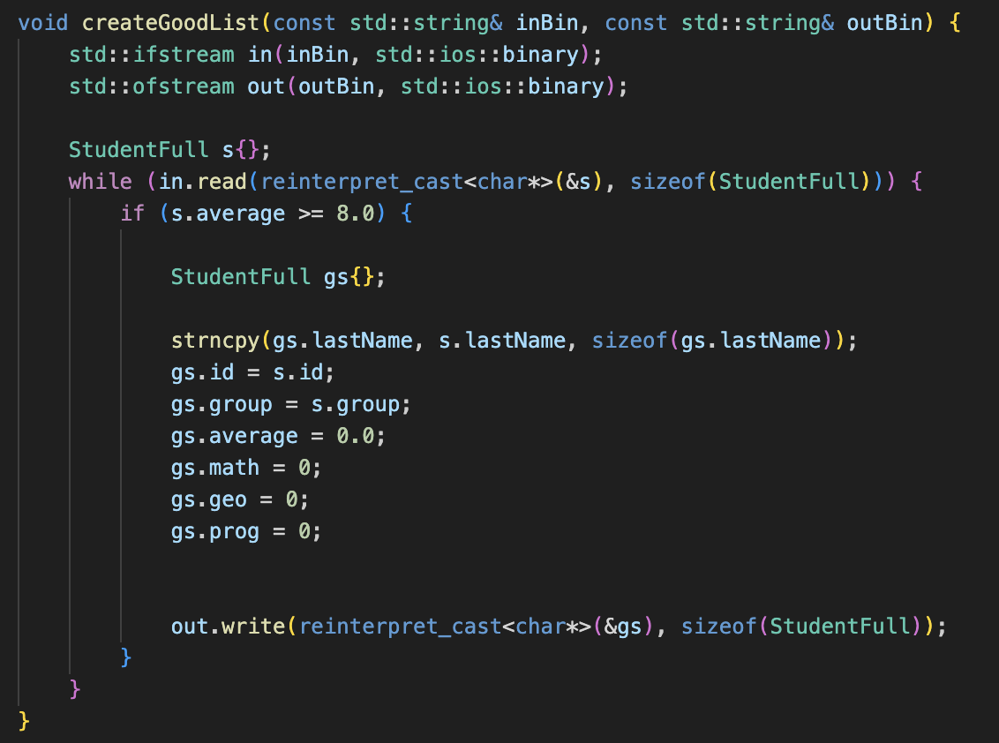 void createGoodList(const std::string& inBin, const std::string& outBin) {
    std::ifstream in(inBin, std::ios::binary);
    std::ofstream out(outBin, std::ios::binary);

    StudentFull s{};
    while (in.read(reinterpret_cast<char*>(&s), sizeof(StudentFull))) {
        if (s.average >= 8.0) {

            StudentFull gs{};

            strncpy(gs.lastName, s.lastName, sizeof(gs.lastName));
            gs.id = s.id;
            gs.group = s.group;
            gs.average = 0.0;
            gs.math = 0;
            gs.geo = 0;
            gs.prog = 0;


            out.write(reinterpret_cast<char*>(&gs), sizeof(StudentFull));
        }
    }
}